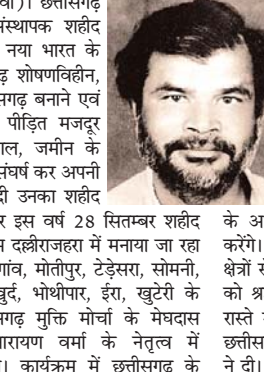 वा)। छत्तीसगढ़
संस्थापक शहीद
नया भारत के
ढ़ शोषणविहीन,
सगढ़ बनाने एवं
पीड़ित मजदूर
ाल, जमीन के
संघर्ष कर अपनी
दी उनका शहीद
र इस वर्ष 28 सितम्बर शहीद
दल्लीराजहरा में मनाया जा रहा
गांव, मोतीपुर, टेड़ेसरा, सोमनी,
खुर्द, भोथीपार, ईरा, खुटेरी के
सगढ़ मुक्ति मोर्चा के मेघदास
ारायण वर्मा के नेतृत्व में
। कार्यक्रम में छत्तीसगढ़ के
के अ
करेंगे।
क्षेत्रों से
को श्र
रास्ते
छत्तीस
ने दी।